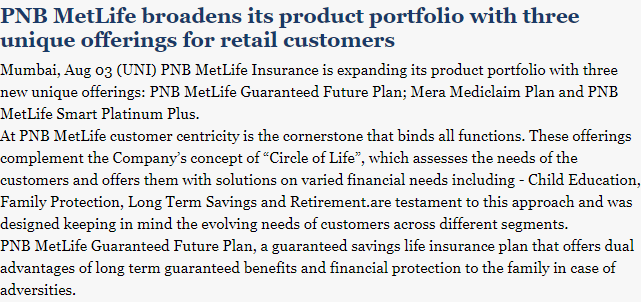 PNB MetLife broadens its product portfolio with three
unique offerings for retail customers
Mumbai, Aug 03 (UNI) PNB MetLife Insurance is expanding its product portfolio with three
new unique offerings: PNB MetLife Guaranteed Future Plan; Mera Mediclaim Plan and PNB
MetLife Smart Platinum Plus.
At PNB MetLife customer centricity is the cornerstone that binds all functions. These offerings
complement the Company's concept of “Circle of Life”, which assesses the needs of the
customers and offers them with solutions on varied financial needs including - Child Education,
Family Protection, Long Term Savings and Retirement.are testament to this approach and was
designed keeping in mind the evolving needs of customers across different segments.
PNB MetLife Guaranteed Future Plan, a guaranteed savings life insurance plan that offers dual
advantages of long term guaranteed benefits and financial protection to the family in case of
adversities.